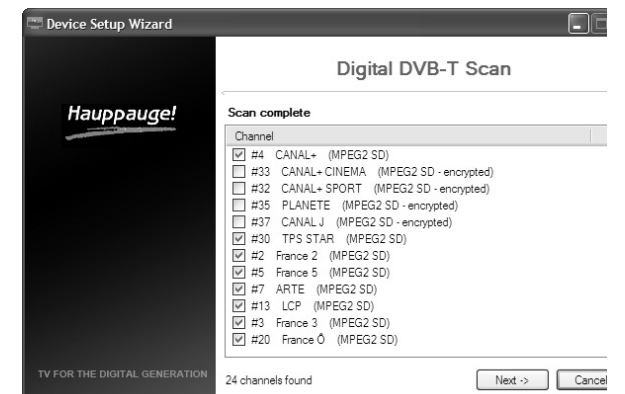 Device Setup Wizard
Digital DVB-T Scan
Hauppauge!
Scan complete
Channel
#4 CANAL+ (MPEG2 SD)
#33 CANAL+ CINEMA (MPEG2 SD - encrypted)
#32 CANAL+ SPORT (MPEG2 SD - encrypted)
#35 PLANETE (MPEG2 SD - encrypted)
#37 CANAL J (MPEG2 SD - encrypted)
#30 TPS STAR (MPEG2 SD)
#2 France 2 (MPEG2 SD)
#5 France 5 (MPEG2 SD)
#7 ARTE (MPEG2 SD)
#13 LCP (MPEG2 SD)
#3 France 3 (MPEG2 SD)
#20 France Ô (MPEG2 SD)
TV FOR THE DIGITAL GENERATION
24 channels found
Next ->
Cancel